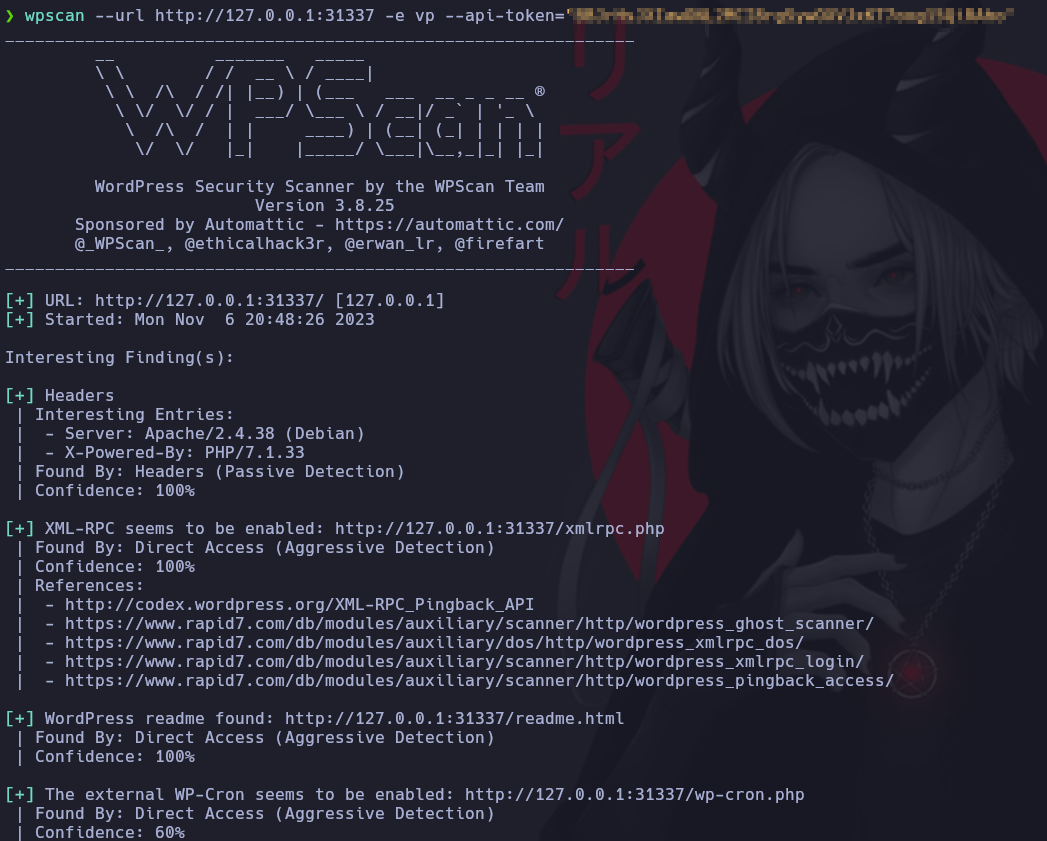 ❯ wpscan --url http://127.0.0.1:31337 -e vp --api-token="
_______________________________________________________________
         __          _______   _____
         \ \        / /  __ \ / ____|
          \ \  /\  / /| |__) | (___   ___  __ _ _ __ ®
           \ \/  \/ / |  ___/ \___ \ / __|/ _` | '_ \
            \  /\  /  | |     ____) | (__| (_| | | | |
             \/  \/   |_|    |_____/ \___|\__,_|_| |_|
WordPress Security Scanner by the WPScan Team
Version 3.8.25
Sponsored by Automattic - https://automattic.com/
@_WPScan_, @ethicalhack3r, @erwan_lr, @firefart
_______________________________________________________________
[+] URL: http://127.0.0.1:31337/ [127.0.0.1]
[+] Started: Mon Nov  6 20:48:26 2023
Interesting Finding(s):
[+] Headers
 | Interesting Entries:
 |  - Server: Apache/2.4.38 (Debian)
 |  - X-Powered-By: PHP/7.1.33
 | Found By: Headers (Passive Detection)
 | Confidence: 100%
[+] XML-RPC seems to be enabled: http://127.0.0.1:31337/xmlrpc.php
 | Found By: Direct Access (Aggressive Detection)
 | Confidence: 100%
 | References:
 |  - http://codex.wordpress.org/XML-RPC_Pingback_API
 |  - https://www.rapid7.com/db/modules/auxiliary/scanner/http/wordpress_ghost_scanner/
 |  - https://www.rapid7.com/db/modules/auxiliary/dos/http/wordpress_xmlrpc_dos/
 |  - https://www.rapid7.com/db/modules/auxiliary/scanner/http/wordpress_xmlrpc_login/
 |  - https://www.rapid7.com/db/modules/auxiliary/scanner/http/wordpress_pingback_access/
[+] WordPress readme found: http://127.0.0.1:31337/readme.html
 | Found By: Direct Access (Aggressive Detection)
 | Confidence: 100%
[+] The external WP-Cron seems to be enabled: http://127.0.0.1:31337/wp-cron.php
 | Found By: Direct Access (Aggressive Detection)
 | Confidence: 60%
リアル